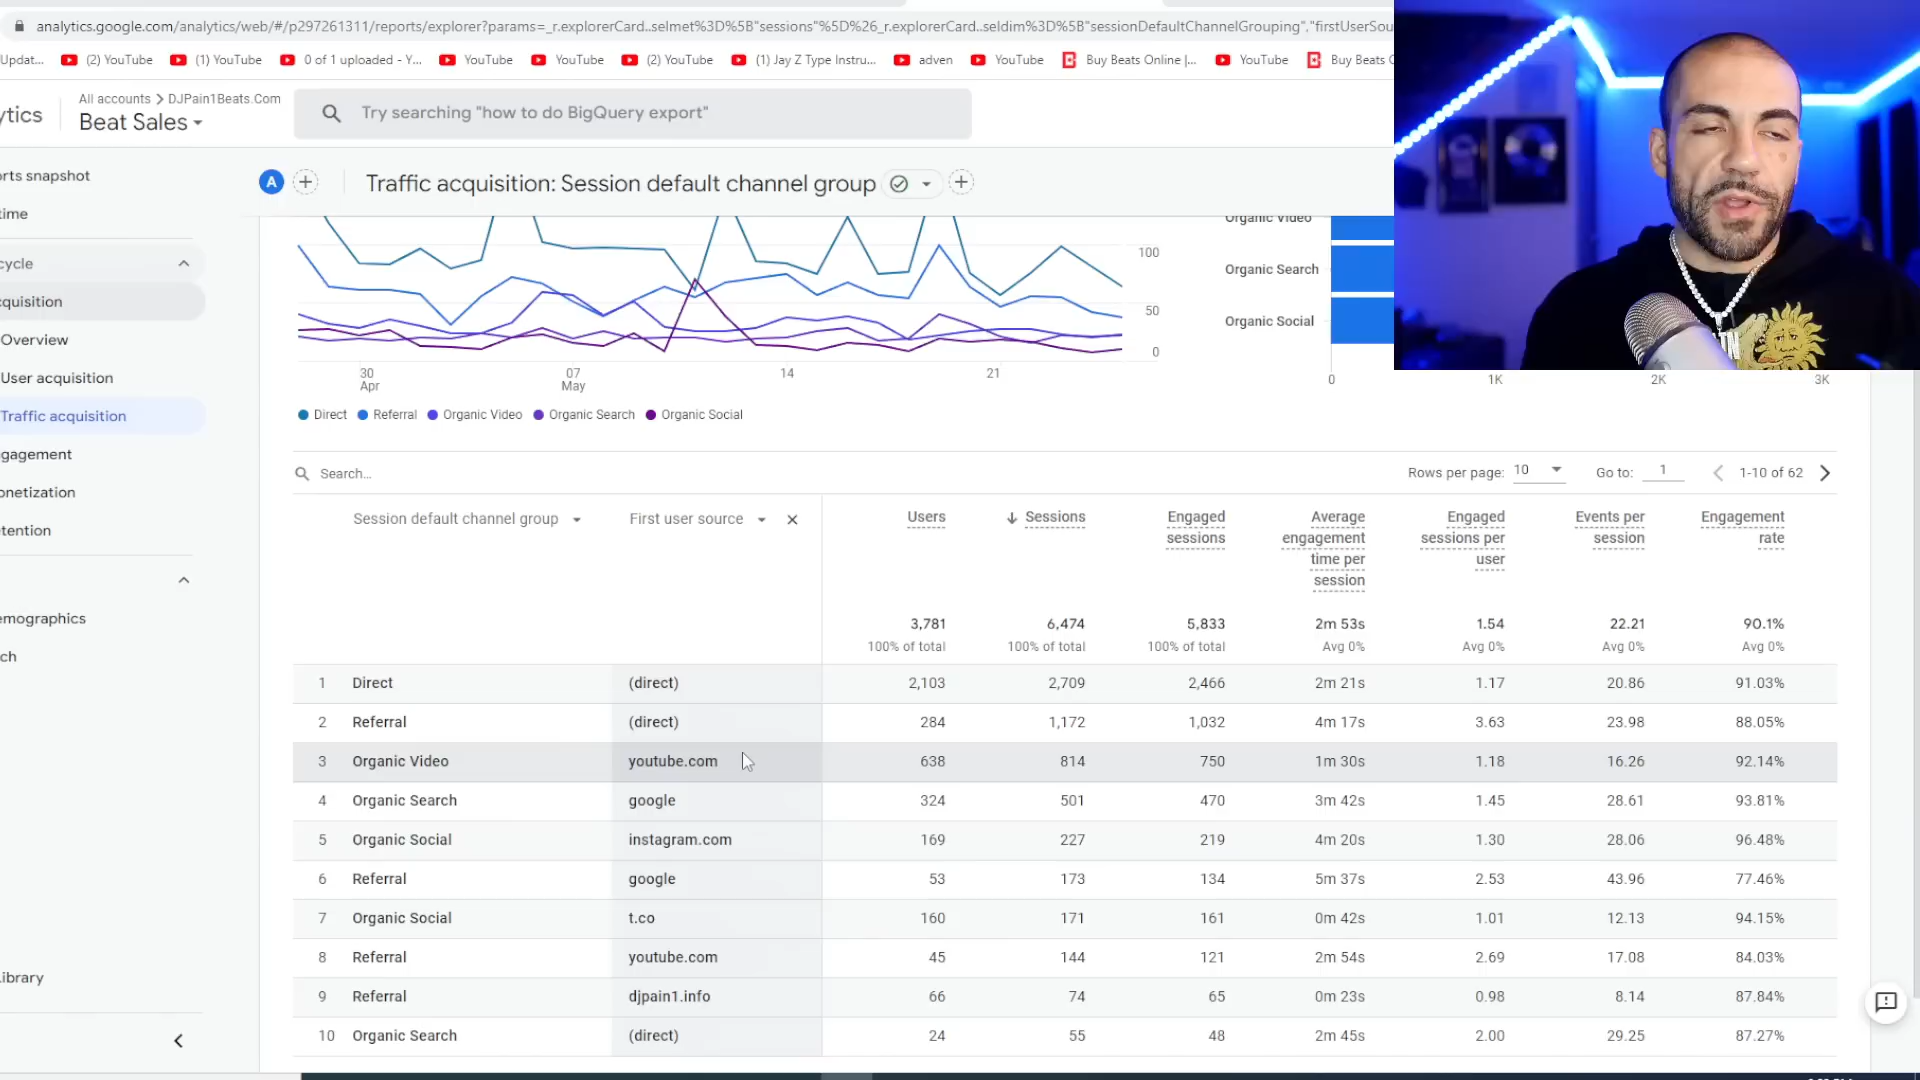 analytics.google.com/analytics/web/#/p297261311/reports/explorer?params=_r.explorerCard..selmet%3D%5B"sessions"%5D%26_r.explorerCard..seldim%3D%5B"sessionDefaultChannelGrouping","firstUserSou
Updat... (2) YouTube (1) YouTube 0 of 1 uploaded - Y... YouTube YouTube (2) YouTube (1) Jay Z Type Instru... adven YouTube Buy Beats Online |... YouTube Buy Beats
ytics
All accounts > DJPain1Beats.Com
Beat Sales
Try searching "how to do BigQuery export"
orts snapshot
time
cycle
cquisition
Overview
User acquisition
Traffic acquisition
gagement
onetization
tention
emographics
ch
Library
A
Traffic acquisition: Session default channel group
100
50
0
30
Apr
07
May
14
21
Direct Referral Organic Video Organic Search Organic Social
Organic Video
Organic Search
Organic Social
0 1K 2K 3K
Search...
Rows per page: 10 Go to: 1 1-10 of 62
Session default channel group First user source Users Sessions Engaged sessions Average engagement time per session Engaged sessions per user Events per session Engagement rate
3,781 6,474 5,833 2m 53s 1.54 22.21 90.1%
100% of total 100% of total 100% of total Avg 0% Avg 0% Avg 0% Avg 0%
1 Direct (direct) 2,103 2,709 2,466 2m 21s 1.17 20.86 91.03%
2 Referral (direct) 284 1,172 1,032 4m 17s 3.63 23.98 88.05%
3 Organic Video youtube.com 638 814 750 1m 30s 1.18 16.26 92.14%
4 Organic Search google 324 501 470 3m 42s 1.45 28.61 93.81%
5 Organic Social instagram.com 169 227 219 4m 20s 1.30 28.06 96.48%
6 Referral google 53 173 134 5m 37s 2.53 43.96 77.46%
7 Organic Social t.co 160 171 161 0m 42s 1.01 12.13 94.15%
8 Referral youtube.com 45 144 121 2m 54s 2.69 17.08 84.03%
9 Referral djpain1.info 66 74 65 0m 23s 0.98 8.14 87.84%
10 Organic Search (direct) 24 55 48 2m 45s 2.00 29.25 87.27%